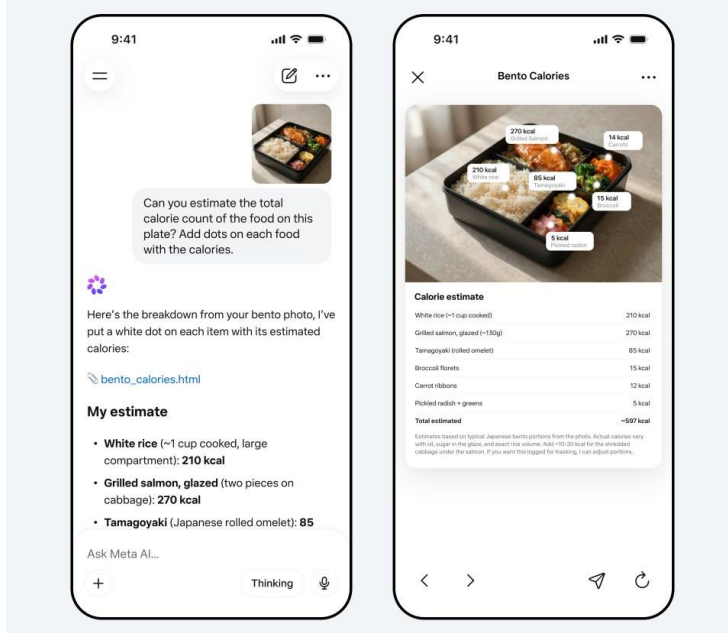 9:41
Can you estimate the total
calorie count of the food on this
plate? Add dots on each food
with the calories.
Here's the breakdown from your bento photo, I've
put a white dot on each item with its estimated
calories:
bento_calories.html
My estimate
• White rice (~1 cup cooked, large
compartment): 210 kcal
• Grilled salmon, glazed (two pieces on
cabbage): 270 kcal
• Tamagoyaki (Japanese rolled omelet): 85
Ask Meta AI...
Thinking
9:41
Bento Calories
270 kcal
Grilled Salmon
14 kcal
Carrots
210 kcal
White rice
85 kcal
Tamagoyaki
15 kcal
Broccoli
5 kcal
Pickled radish
Calorie estimate
White rice (~1 cup cooked) 210 kcal
Grilled salmon, glazed (~130g) 270 kcal
Tamagoyaki (rolled omelet) 85 kcal
Broccoli florets 15 kcal
Carrot ribbons 12 kcal
Pickled radish + greens 5 kcal
Total estimated ~597 kcal
Estimates based on typical Japanese bento portions from the photo. Actual calories vary
with oil, sugar in the glaze, and exact rice volume. Add ~10-20 kcal for the shredded
cabbage under the salmon. If you want this logged for tracking, I can adjust portions.